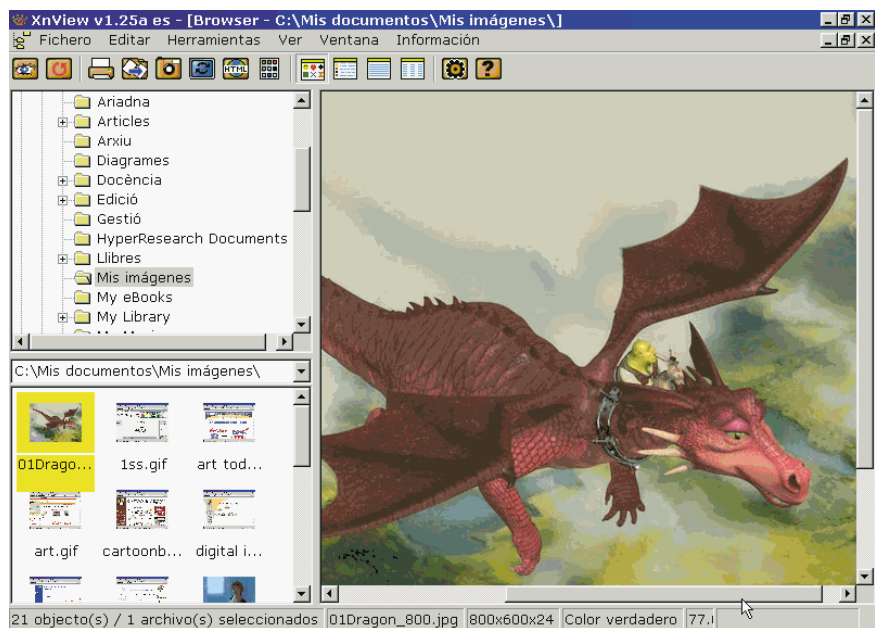 XnView v1.25a es - [Browser - C:\Mis documentos\Mis imágenes\]
Fichero Editar Herramientas Ver Ventana Información
HTML
Ariadna
Articles
Arxiu
Diagrames
Docència
Edició
Gestió
HyperResearch Documents
Llibres
Mis imágenes
My eBooks
My Library
C:\Mis documentos\Mis imágenes\
01Drago... 1ss.gif art tod...
art.gif cartoonb... digital i...
21 objecto(s) / 1 archivo(s) seleccionados 01Dragon_800.jpg 800x600x24 Color verdadero 77.